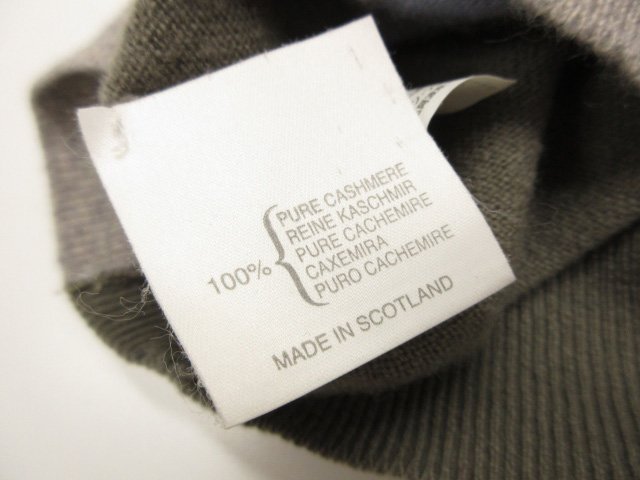 100%
PURE CASHMERE
REINE KASCHMIR
PURE CACHEMIRE
CAXEMIRA
PURO CACHEMIRE
MADE IN SCOTLAND